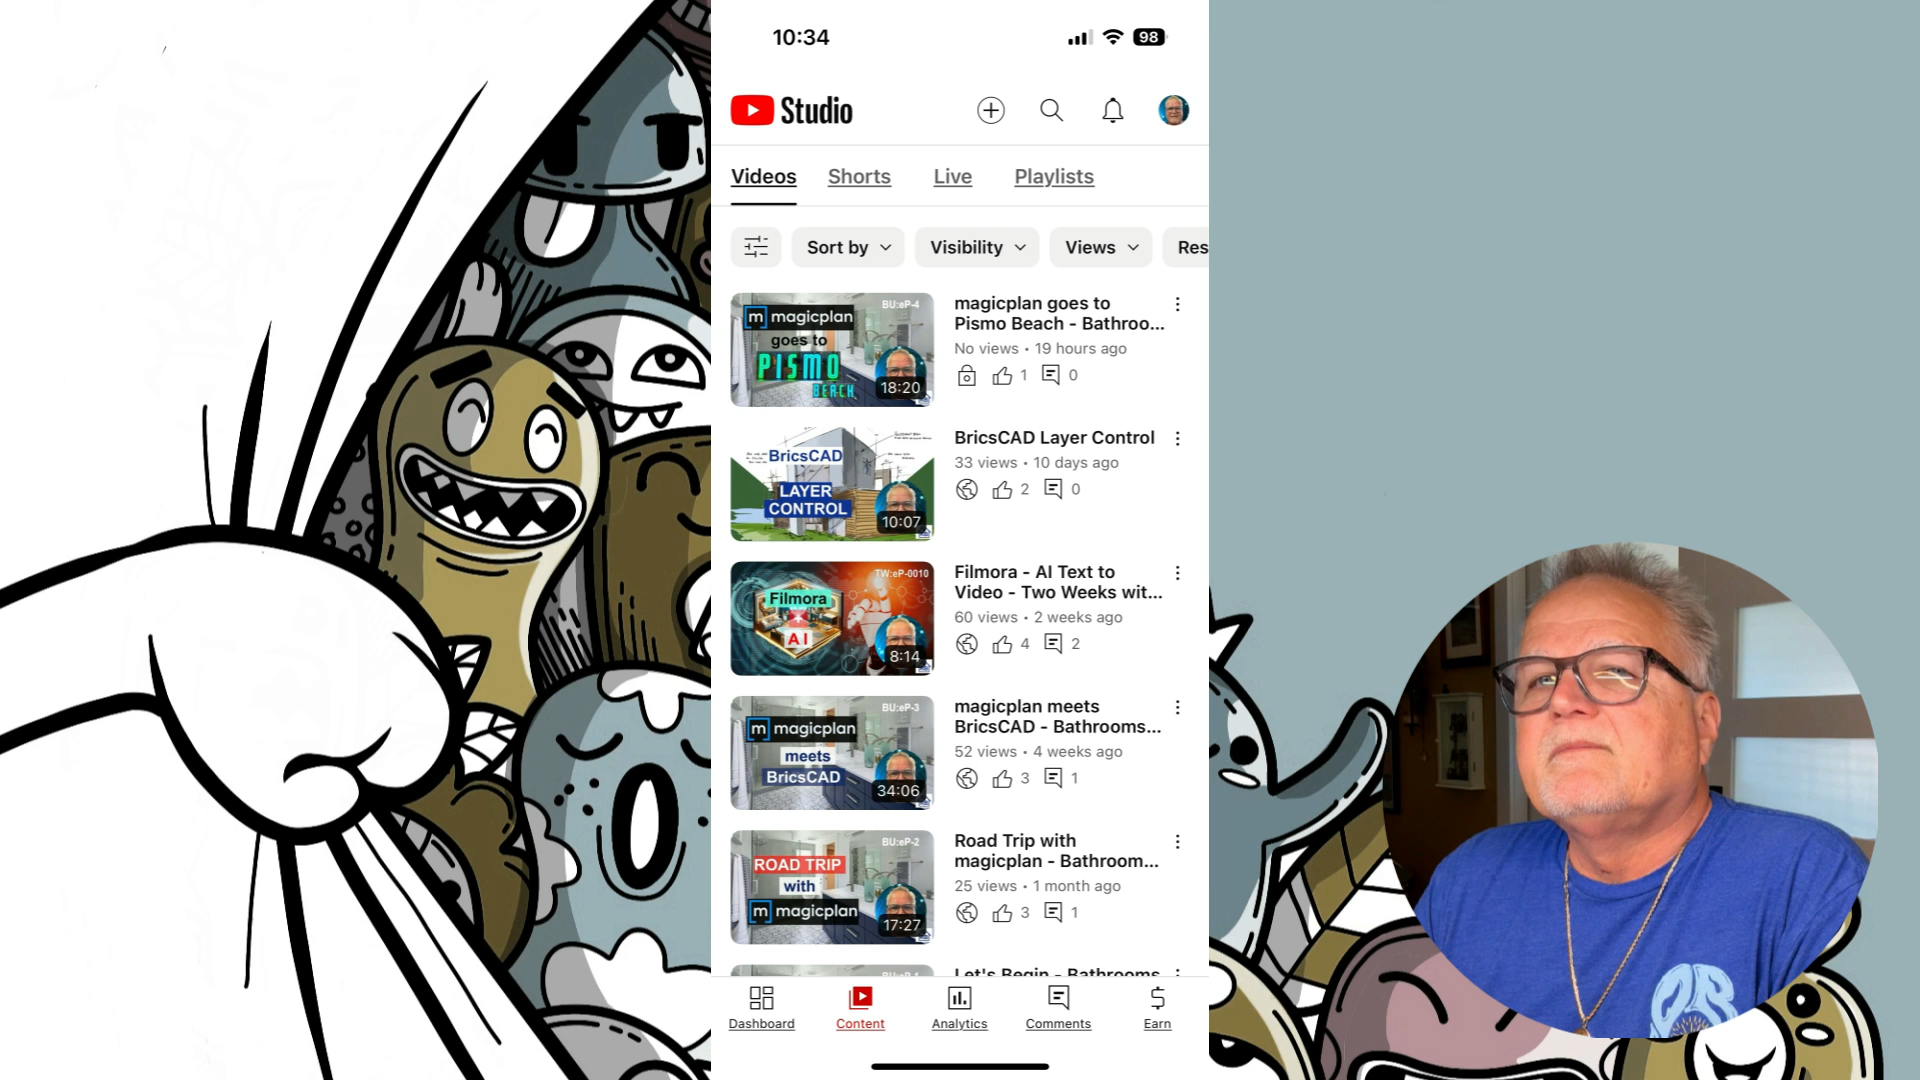 10:34
98
Studio
Videos Shorts Live Playlists
Sort by Visibility Views Res
BU:eP-4
m magicplan
goes to
PISMO
BEACH
18:20
magicplan goes to
Pismo Beach - Bathroo...
No views • 19 hours ago
1 0
BricsCAD
LAYER
CONTROL
10:07
BricsCAD Layer Control
33 views • 10 days ago
2 0
TW:eP-0010
Filmora
AI
8:14
Filmora - AI Text to
Video - Two Weeks wit...
60 views • 2 weeks ago
4 2
BU:eP-3
m magicplan
meets
BricsCAD
34:06
magicplan meets
BricsCAD - Bathrooms...
52 views • 4 weeks ago
3 1
BU:eP-2
ROAD TRIP
with
m magicplan
17:27
Road Trip with
magicplan - Bathroom...
25 views • 1 month ago
3 1
Let's Begin - Bathrooms
Dashboard Content Analytics Comments Earn